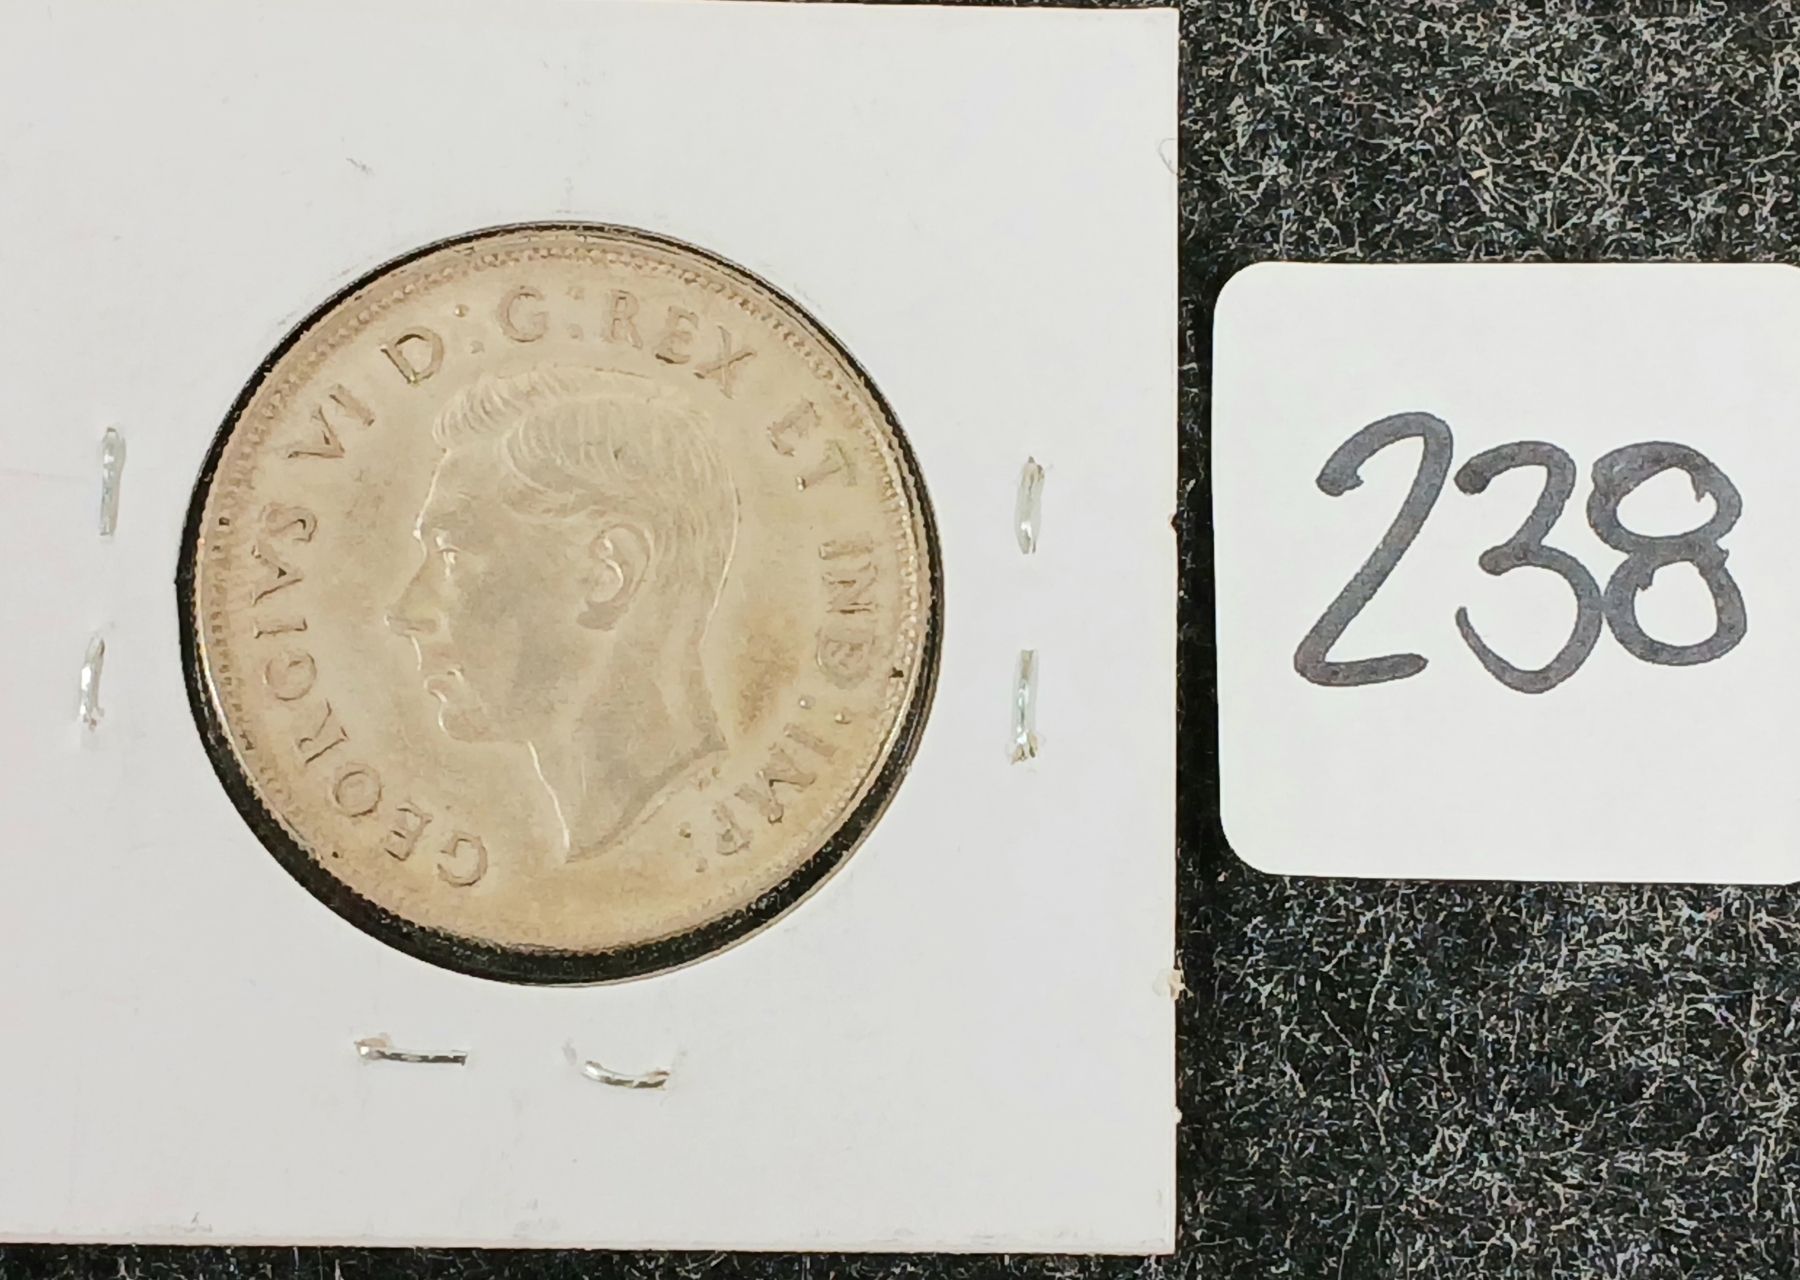 GEORGIVS VI D:G:REX ET IND:IMP:
238